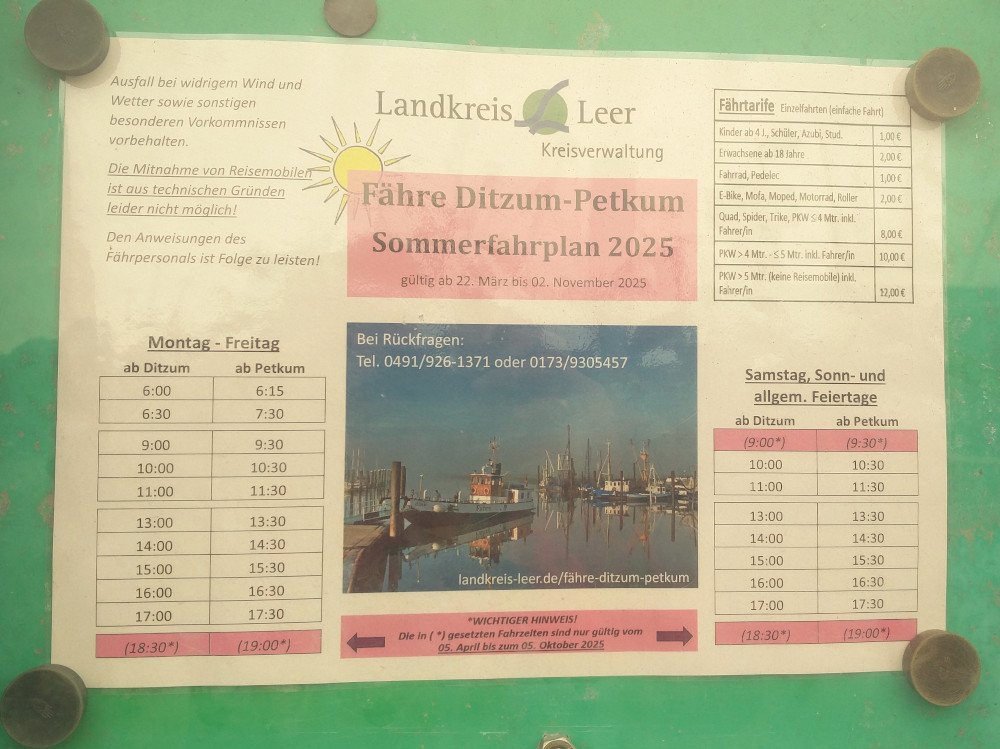 Ausfall bei widrigem Wind und
Wetter sowie sonstigen
besonderen Vorkommnissen
vorbehalten.
Die Mitnahme von Reisemobilen
ist aus technischen Gründen
leider nicht möglich!
Den Anweisungen des
Fährpersonals ist Folge zu leisten!
Landkreis Leer
Kreisverwaltung
Fähre Ditzum-Petkum
Sommerfahrplan 2025
gültig ab 22. März bis 02. November 2025
Fährtarife Einzelfahrten (einfache Fahrt)
Kinder ab 4 J., Schüler, Azubi, Stud. 1,00 €
Erwachsene ab 18 Jahre 2,00 €
Fahrrad, Pedelec 1,00 €
E-Bike, Mofa, Moped, Motorrad, Roller 2,00 €
Quad, Spider, Trike, PKW ≤ 4 Mtr. inkl.
Fahrer/in 8,00 €
PKW > 4 Mtr. - ≤ 5 Mtr. inkl. Fahrer/in 10,00 €
PKW > 5 Mtr. (keine Reisemobile) inkl.
Fahrer/in 12,00 €
Montag - Freitag
ab Ditzum ab Petkum
6:00 6:15
6:30 7:30
9:00 9:30
10:00 10:30
11:00 11:30
13:00 13:30
14:00 14:30
15:00 15:30
16:00 16:30
17:00 17:30
(18:30*) (19:00*)
Bei Rückfragen:
Tel. 0491/926-1371 oder 0173/9305457
landkreis-leer.de/fähre-ditzum-petkum
*WICHTIGER HINWEIS!
Die in ( *) gesetzten Fahrzeiten sind nur gültig vom
05. April bis zum 05. Oktober 2025
Samstag, Sonn- und
allgem. Feiertage
ab Ditzum ab Petkum
(9:00*) (9:30*)
10:00 10:30
11:00 11:30
13:00 13:30
14:00 14:30
15:00 15:30
16:00 16:30
17:00 17:30
(18:30*) (19:00*)